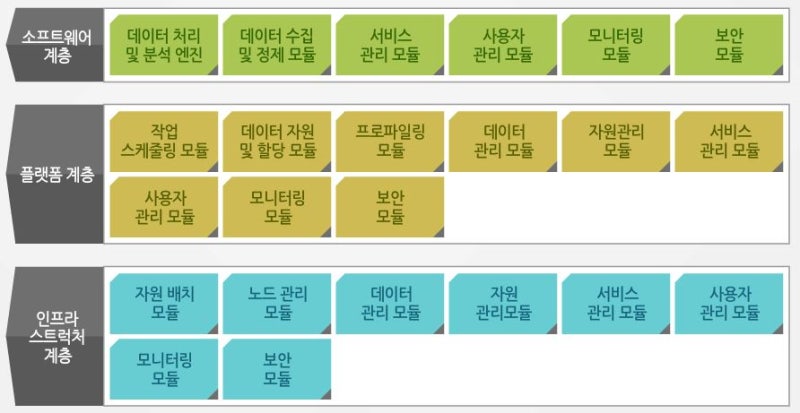 소프트웨어
계층
데이터 처리
및 분석 엔진
데이터 수집
및 정제 모듈
서비스
관리 모듈
사용자
관리 모듈
모니터링
모듈
보안
모듈
플랫폼 계층
작업
스케줄링 모듈
데이터 자원
및 할당 모듈
프로파일링
모듈
데이터
관리 모듈
자원관리
모듈
서비스
관리 모듈
사용자
관리 모듈
모니터링
모듈
보안
모듈
인프라
스트럭처
계층
자원 배치
모듈
노드 관리
모듈
데이터
관리 모듈
자원
관리모듈
서비스
관리 모듈
사용자
관리 모듈
모니터링
모듈
보안
모듈